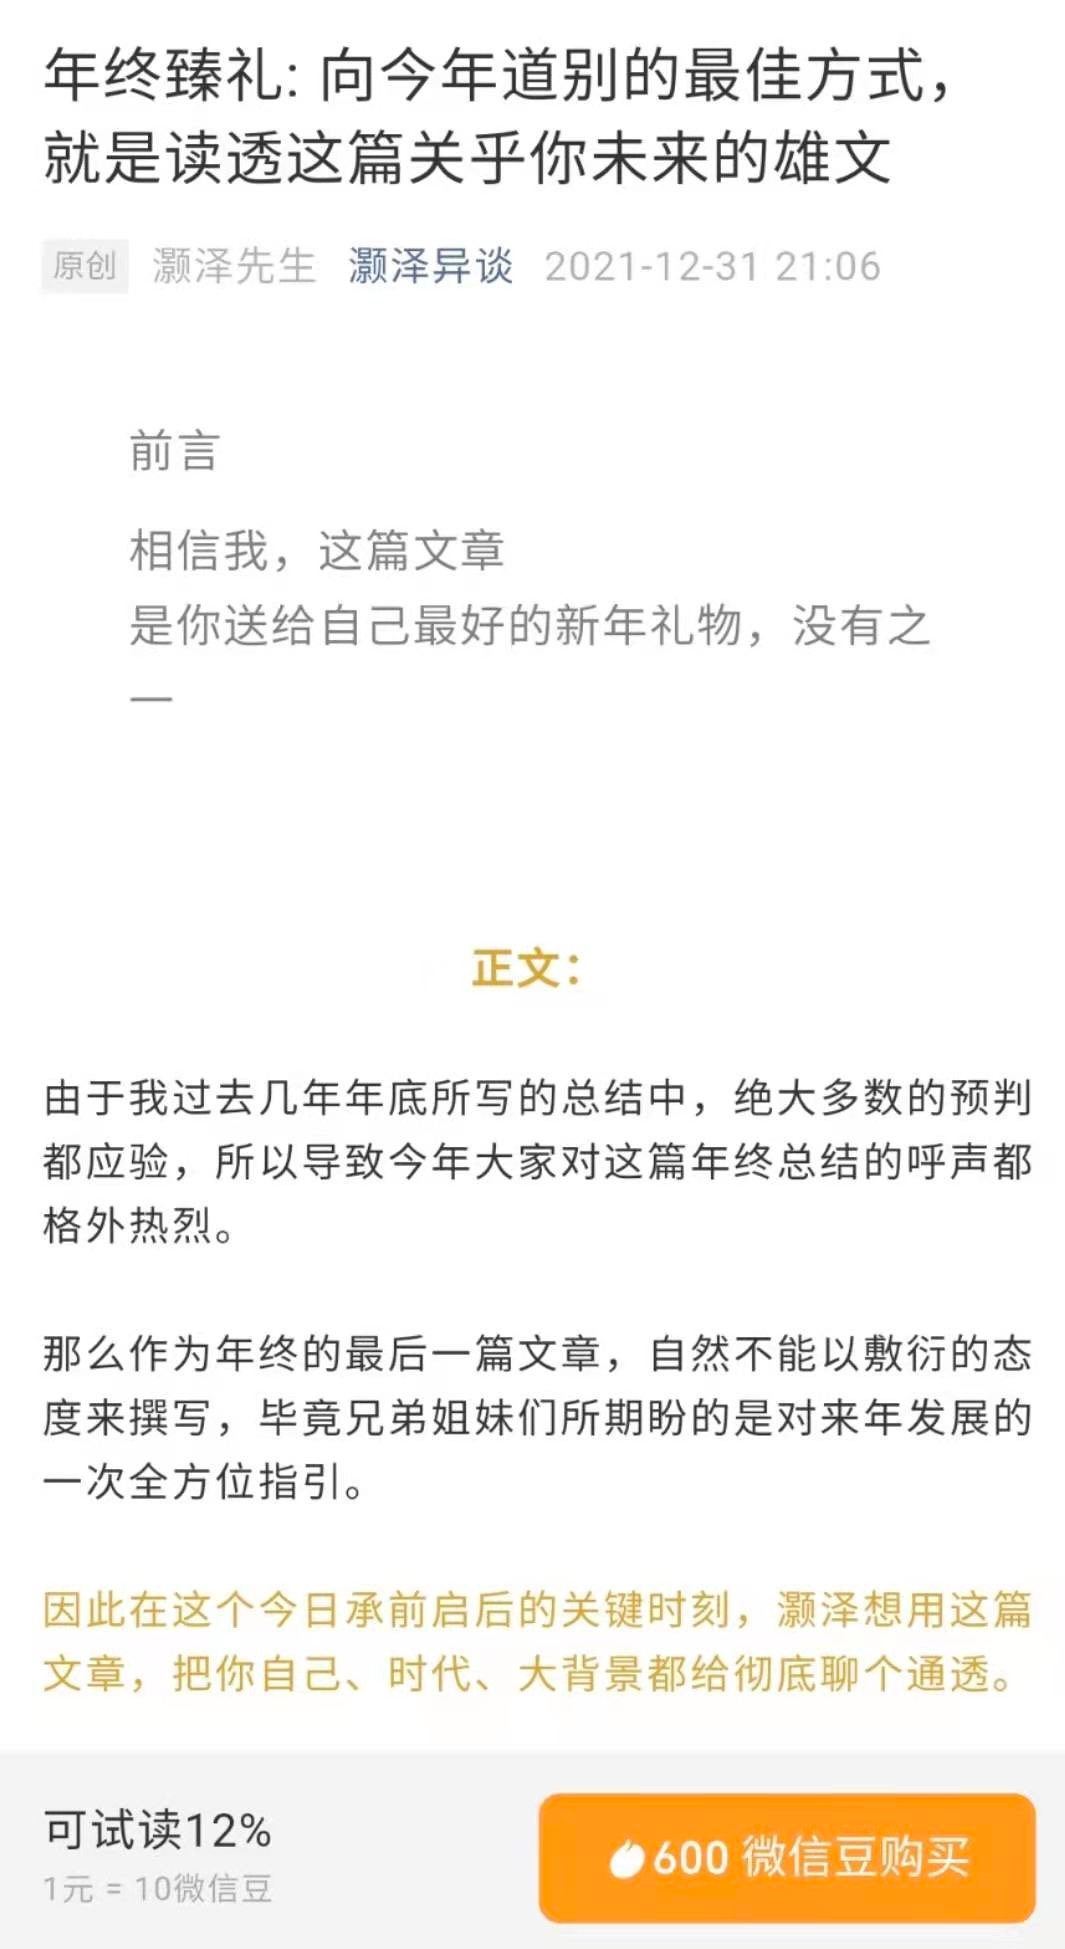 年终臻礼: 向今年道别的最佳方式，
就是读透这篇关乎你未来的雄文
原创 灏泽先生 灏泽异谈 2021-12-31 21:06
前言
相信我，这篇文章
是你送给自己最好的新年礼物，没有之
一
正文：
由于我过去几年年底所写的总结中，绝大多数的预判
都应验，所以导致今年大家对这篇年终总结的呼声都
格外热烈。
那么作为年终的最后一篇文章，自然不能以敷衍的态
度来撰写，毕竟兄弟姐妹们所期盼的是对来年发展的
一次全方位指引。
因此在这个今日承前启后的关键时刻，灏泽想用这篇
文章，把你自己、时代、大背景都给彻底聊个通透。
可试读12%
600 微信豆购买
1元 = 10微信豆